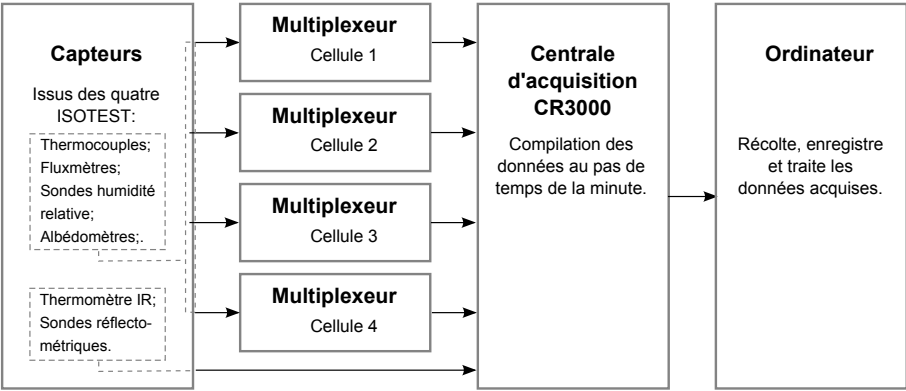 Capteurs
Issus des quatre
ISOTEST:
Thermocouples;
Fluxmètres;
Sondes humidité
relative;
Albédomètres;.
Thermomètre IR;
Sondes réflecto-
métriques.
Multiplexeur
Cellule 1
Multiplexeur
Cellule 2
Multiplexeur
Cellule 3
Multiplexeur
Cellule 4
Centrale
d'acquisition
CR3000
Compilation des
données au pas de
temps de la minute.
Ordinateur
Récolte, enregistre
et traite les
données acquises.